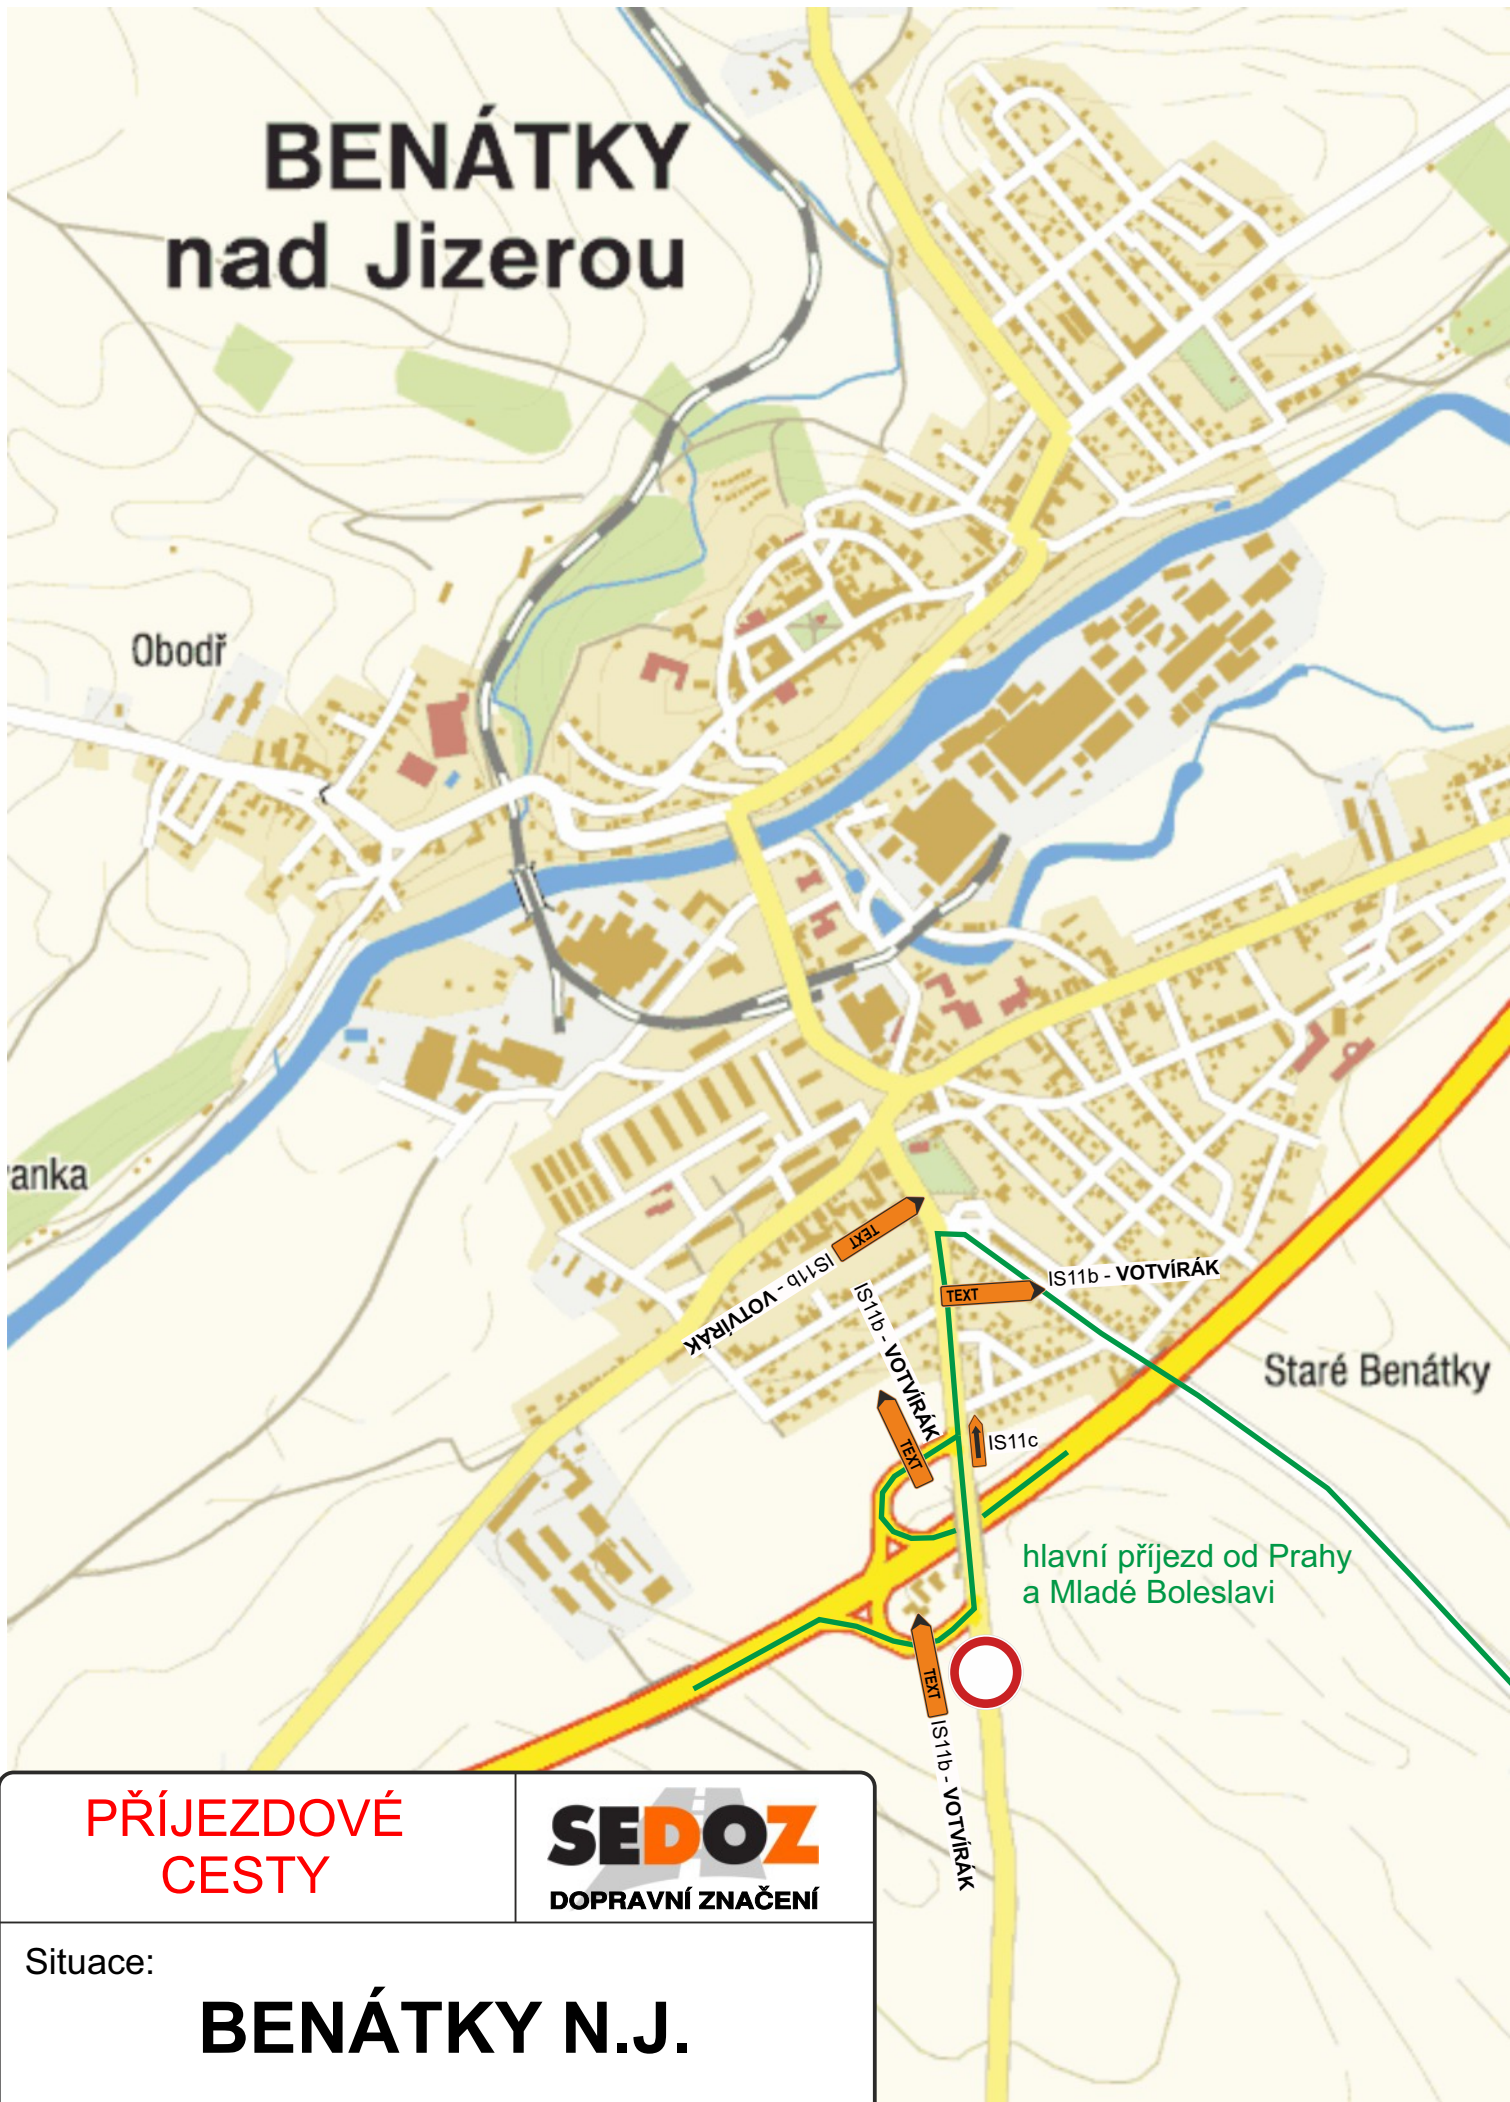 BENÁTKY
nad Jizerou
Obodř
anka
TEXT
IS11b - VOTVÍRÁK
TEXT
IS11b - VOTVÍRÁK
IS11b - VOTVÍRÁK
TEXT
IS11c
Staré Benátky
hlavní příjezd od Prahy
a Mladé Boleslavi
TEXT
IS11b - VOTVÍRÁK
PŘÍJEZDOVÉ
CESTY
SEDOZ
DOPRAVNÍ ZNAČENÍ
Situace:
BENÁTKY N.J.